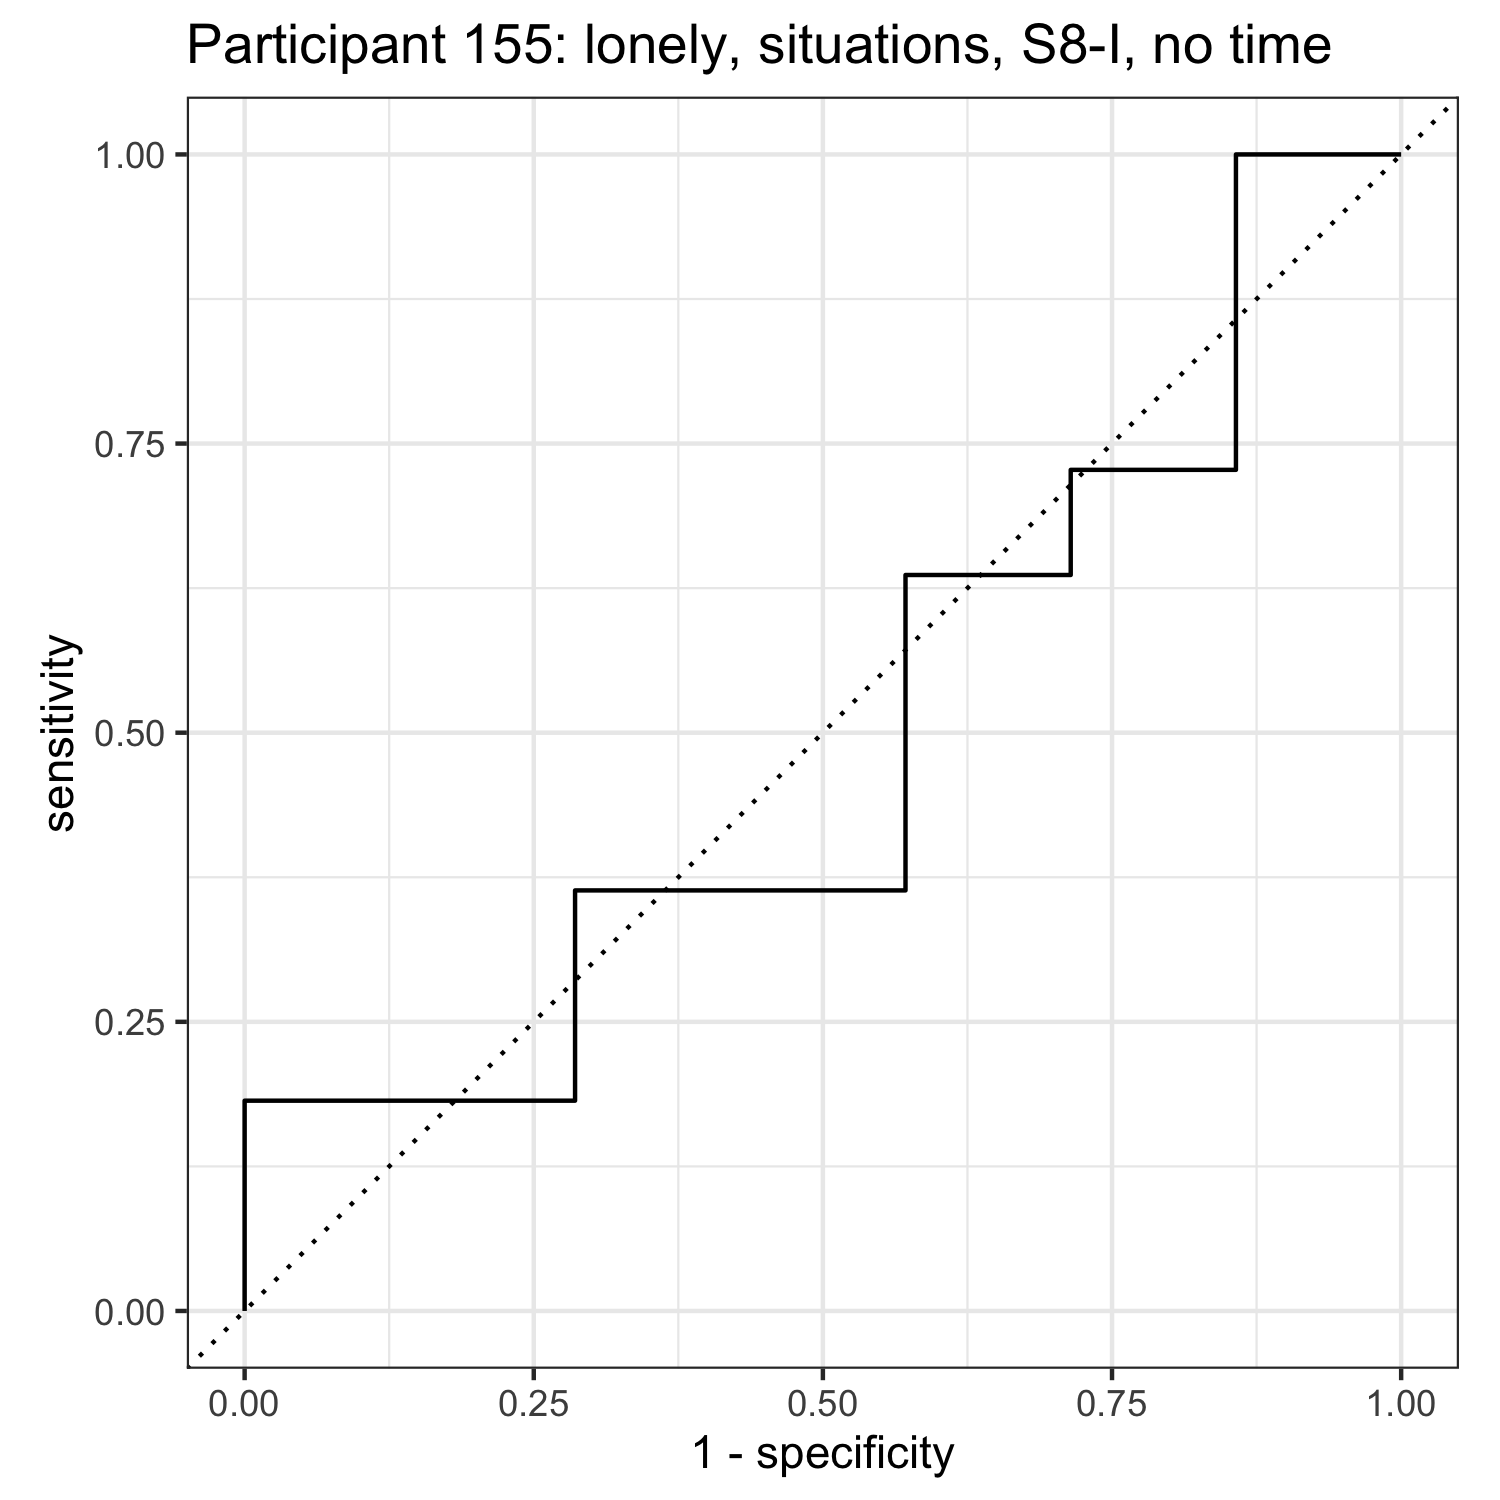 Participant 155: lonely, situations, S8-I, no time
1.00
0.75
0.50
0.25
0.00
sensitivity
0.00 0.25 0.50 0.75 1.00
1 - specificity